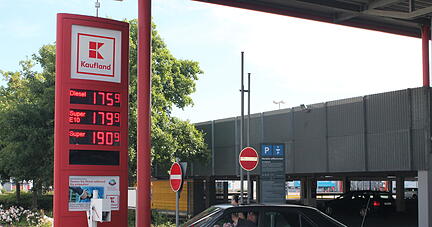 Kaufland
Diesel 175⁹
Super E10 179⁹
Super 190⁹
P